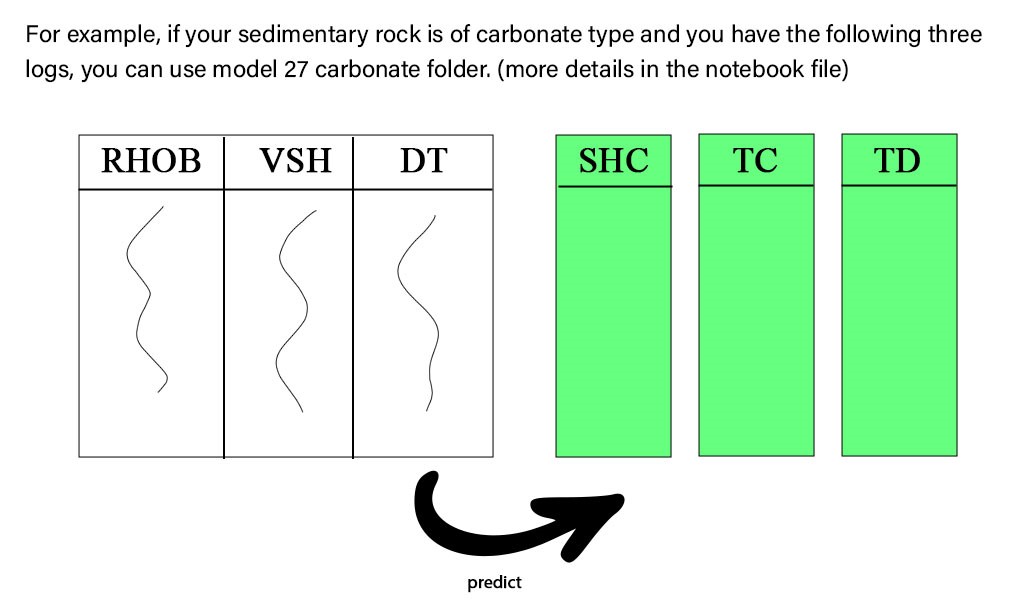 For example, if your sedimentary rock is of carbonate type and you have the following three
logs, you can use model 27 carbonate folder. (more details in the notebook file)
RHOB VSH DT SHC TC TD
predict